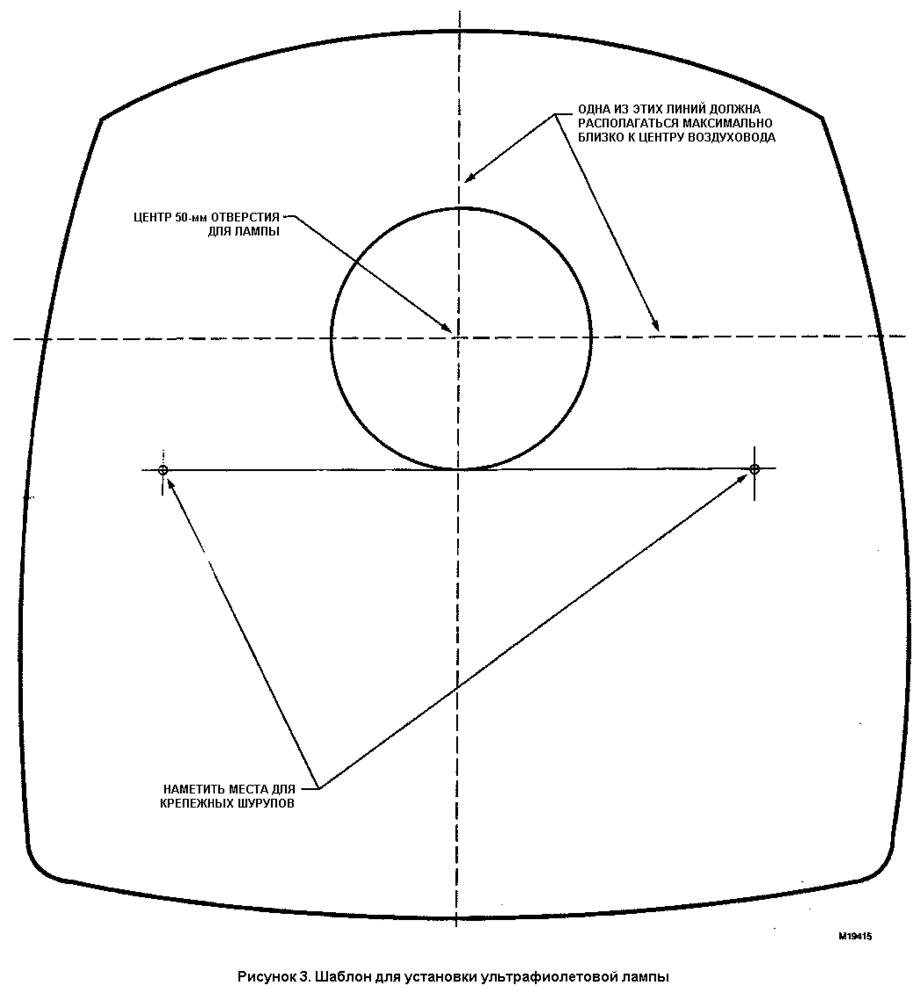 ОДНА ИЗ ЭТИХ ЛИНИЙ ДОЛЖНА
РАСПОЛАГАТЬСЯ МАКСИМАЛЬНО
БЛИЗКО К ЦЕНТРУ ВОЗДУХОВОДА
ЦЕНТР 50-мм ОТВЕРСТИЯ
ДЛЯ ЛАМПЫ
НАМЕТИТЬ МЕСТА ДЛЯ
КРЕПЕЖНЫХ ШУРУПОВ
M19415
Рисунок 3. Шаблон для установки ультрафиолетовой лампы